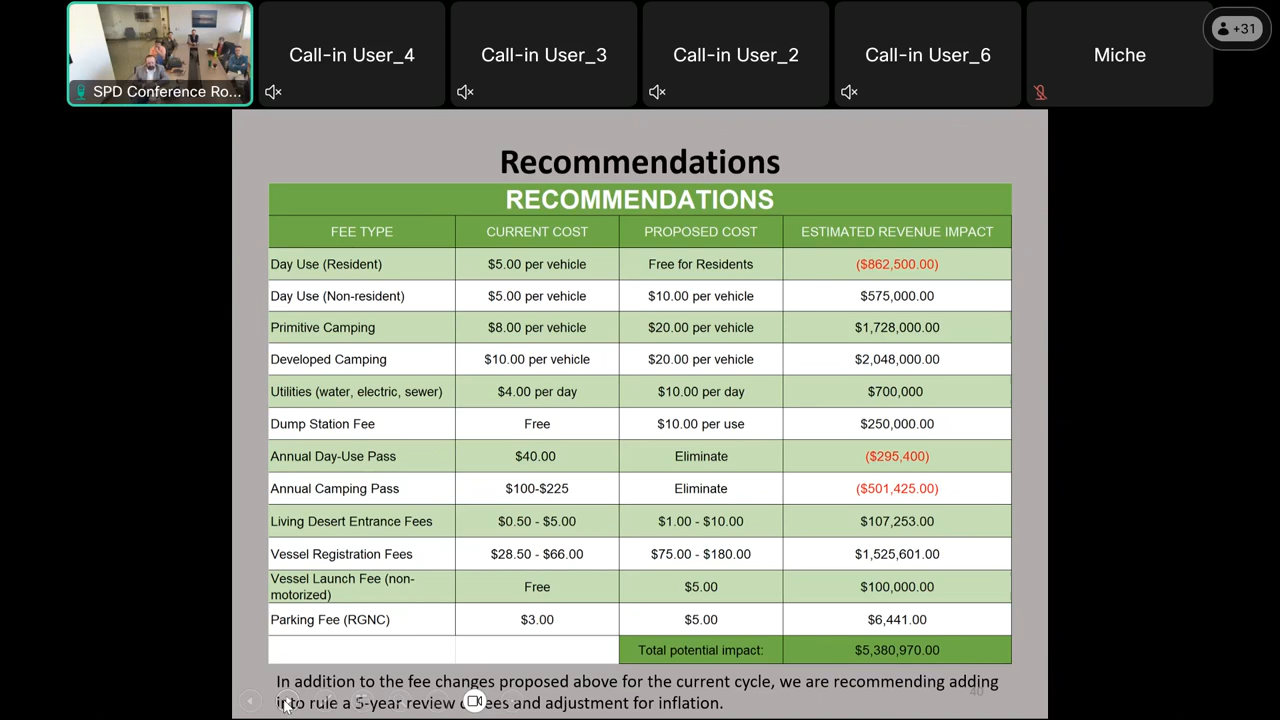 +31
Call-in User_4
Call-in User_3
Call-in User_2
Call-in User_6
Miche
SPD Conference Ro...
Recommendations
RECOMMENDATIONS
FEE TYPE CURRENT COST PROPOSED COST ESTIMATED REVENUE IMPACT
Day Use (Resident) $5.00 per vehicle Free for Residents ($862,500.00)
Day Use (Non-resident) $5.00 per vehicle $10.00 per vehicle $575,000.00
Primitive Camping $8.00 per vehicle $20.00 per vehicle $1,728,000.00
Developed Camping $10.00 per vehicle $20.00 per vehicle $2,048,000.00
Utilities (water, electric, sewer) $4.00 per day $10.00 per day $700,000
Dump Station Fee Free $10.00 per use $250,000.00
Annual Day-Use Pass $40.00 Eliminate ($295,400)
Annual Camping Pass $100-$225 Eliminate ($501,425.00)
Living Desert Entrance Fees $0.50 - $5.00 $1.00 - $10.00 $107,253.00
Vessel Registration Fees $28.50 - $66.00 $75.00 - $180.00 $1,525,601.00
Vessel Launch Fee (non-
motorized) Free $5.00 $100,000.00
Parking Fee (RGNC) $3.00 $5.00 $6,441.00
Total potential impact: $5,380,970.00
In addition to the fee changes proposed above for the current cycle, we are recommending adding
into rule a 5-year review fees and adjustment for inflation.
40